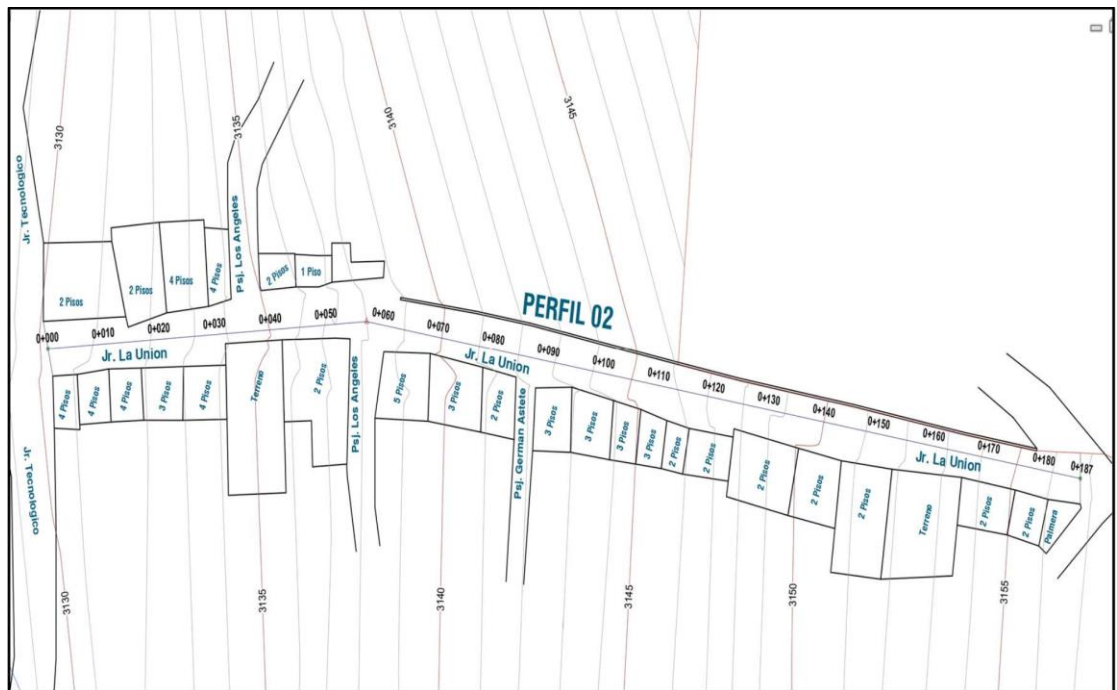 3130
3135
3140
3145
Jr. Tecnologico
Psj. Los Angeles
2 Pisos
2 Pisos
4 Pisos
4 Pisos
2 Pisos
1 Piso
PERFIL 02
0+000
0+010
0+020
0+030
0+040
0+050
0+060
0+070
0+080
0+090
0+100
0+110
0+120
0+130
0+140
0+150
0+160
0+170
0+180
0+187
Jr. La Union
Jr. La Union
Jr. La Union
4 Pisos
4 Pisos
4 Pisos
3 Pisos
4 Pisos
Terreno
2 Pisos
Psj. Los Angeles
5 Pisos
3 Pisos
2 Pisos
Psj. German Astete
3 Pisos
3 Pisos
3 Pisos
3 Pisos
2 Pisos
2 Pisos
2 Pisos
2 Pisos
2 Pisos
Terreno
2 Pisos
2 Pisos
Palmera
Jr. Tecnologico
3130
3135
3140
3145
3150
3155